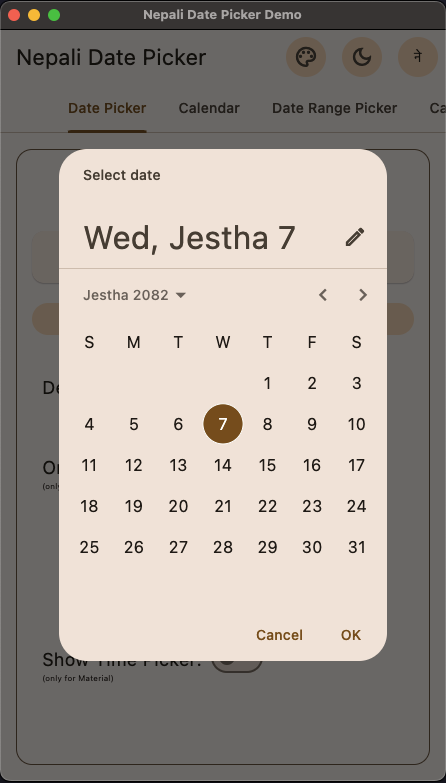 Nepali Date Picker Demo
Nepali Date Picker
ने
Date Picker Calendar Date Range Picker Ca
Select date
Wed, Jestha 7
Jestha 2082
S M T W T F S
1 2 3
4 5 6 7 8 9 10
11 12 13 14 15 16 17
18 19 20 21 22 23 24
25 26 27 28 29 30 31
Cancel OK
Show Time Picker:
(only for Material)